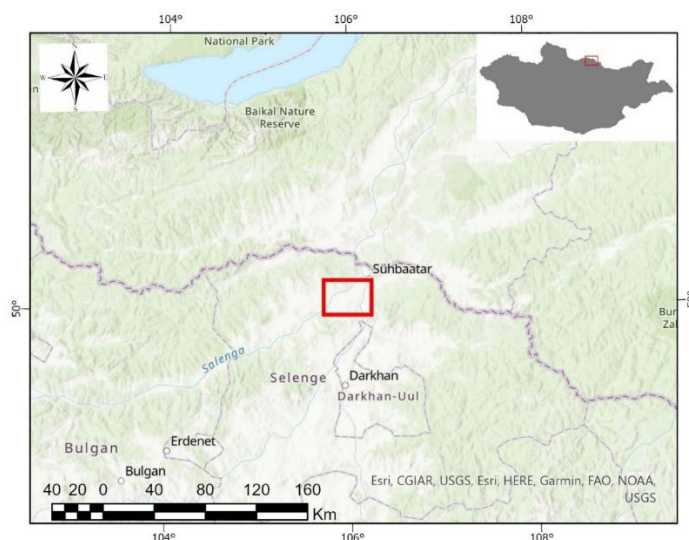 104°
106°
108°
National Park
N
W
E
S
Baikal Nature
Reserve
Sühbaatar
50°
50°
Bur
Zal
Salenga
Selenge
Darkhan
Darkhan-Uul
Bulgan
Erdenet
Bulgan
Esri, CGIAR, USGS, Esri, HERE, Garmin, FAO, NOAA,
USGS
40 20 0 40 80 120 160
Km
104°
106°
108°